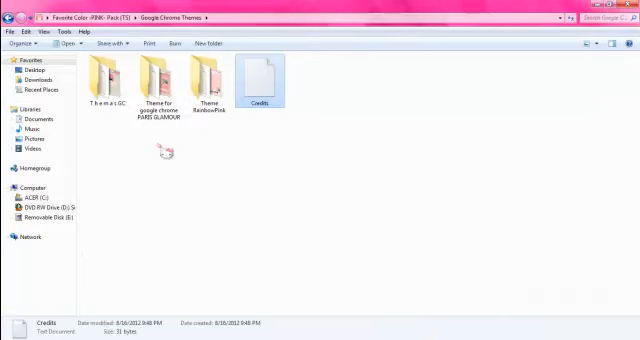 Favorite Color -PINK- Pack (TS) ▸ Google Chrome Themes ▸
Search Google C...
File Edit View Tools Help
Organize Open Share with Print Burn New folder
Favorites
Desktop
Downloads
Recent Places
Libraries
Documents
Music
Pictures
Videos
Homegroup
Computer
ACER (C:)
DVD RW Drive (D:) Si
Removable Disk (E:)
Network
T h e m a s GC
Theme for
google chrome
PARIS GLAMOUR
Theme
RainbowPink
Credits
Credits
Text Document
Date modified: 8/16/2012 9:48 PM
Size: 31 bytes
Date created: 8/16/2012 9:48 PM